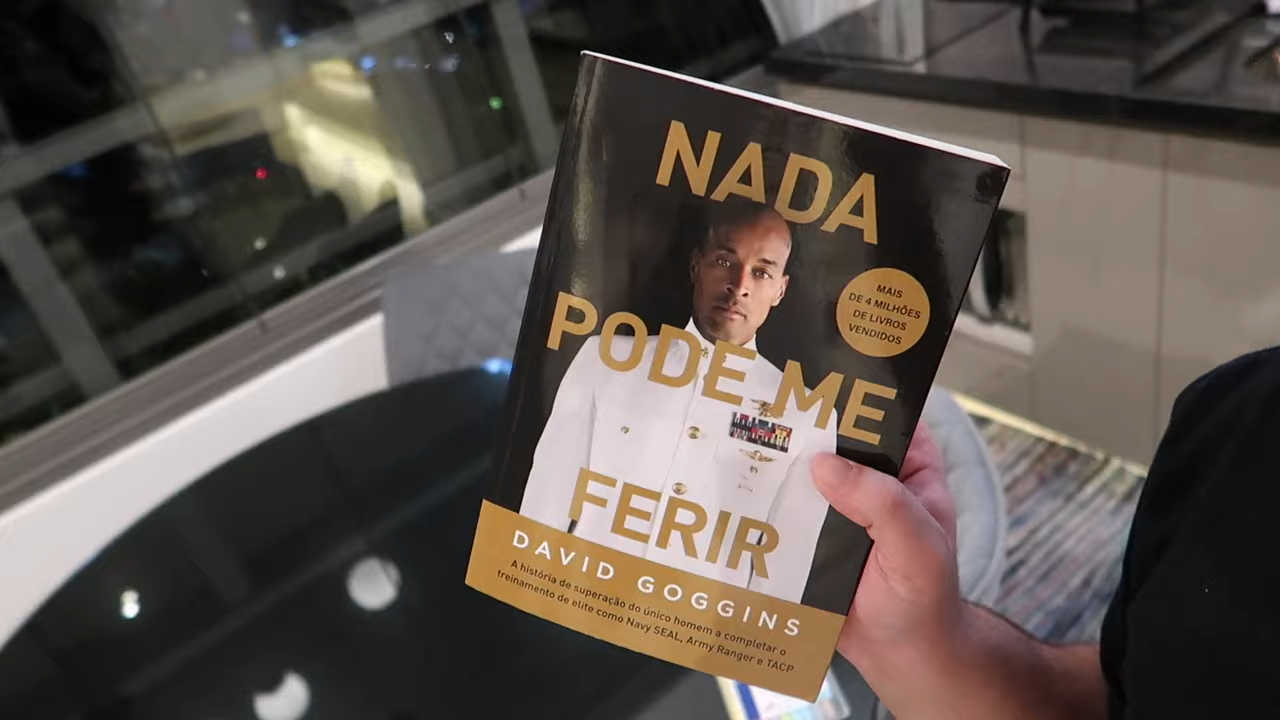 NADA
PODE ME
FERIR
MAIS
DE 4 MILHÕES
DE LIVROS
VENDIDOS
DAVID GOGGINS
A história de superação do único homem a completar o
treinamento de elite como Navy SEAL, Army Ranger e TACP